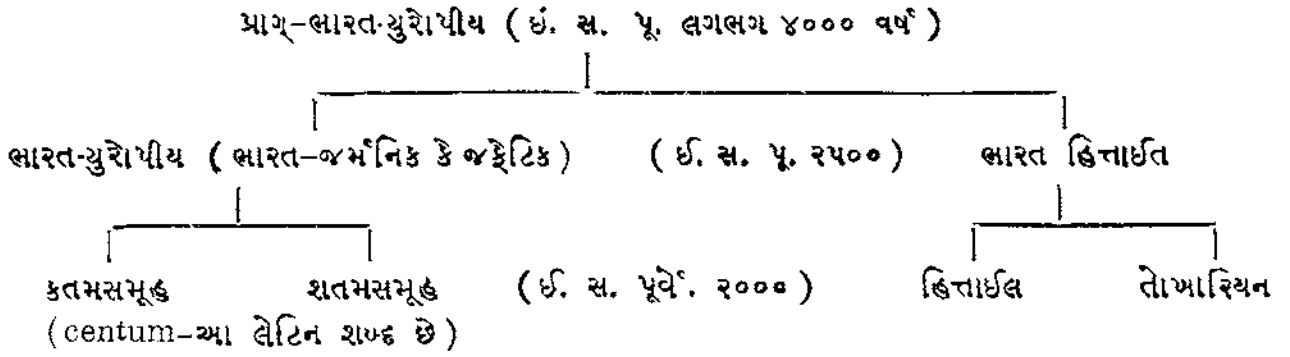 પ્રાગ્-ભારત-યુરોપીય ( ઇં. સ. પૂ. લગભગ ૪૦૦૦ વર્ષ )
ભારત-યુરોપીય ( ભારત-જર્મનિક કે જફેટિક ) ( ઈ. સ. પૂ. ૨૫૦૦ ) ભારત હિત્તાઈત
કતમસમૂહ શતમસમૂહ ( ઈ. સ. પૂર્વે. ૨૦૦૦ ) હિત્તાઈલ તોખારિયન
(centum-આ લેટિન શબ્દ છે )